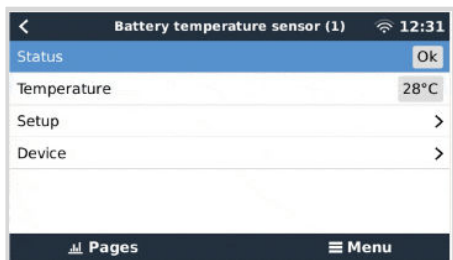 Battery temperature sensor (1) 12:31
Status Ok
Temperature 28°C
Setup
Device
Pages Menu